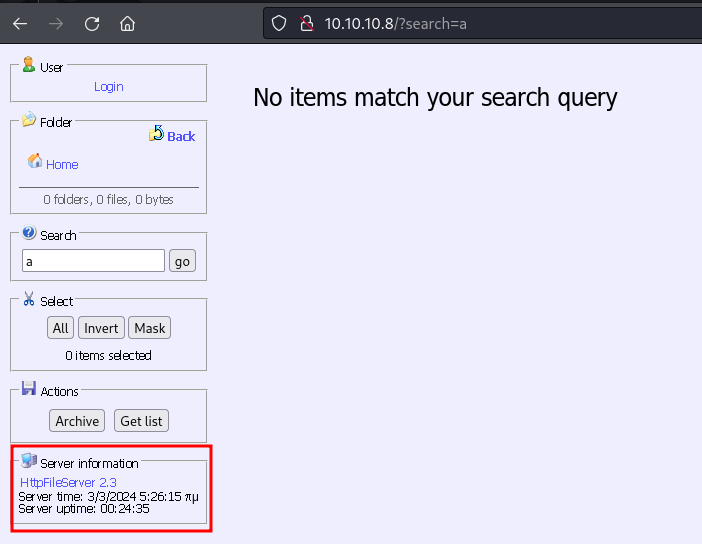 10.10.10.8/?search=a
User
Login
No items match your search query
Folder
Back
Home
0 folders, 0 files, 0 bytes
Search
a go
Select
All Invert Mask
0 items selected
Actions
Archive Get list
Server information
HttpFileServer 2.3
Server time: 3/3/2024 5:26:15 πμ
Server uptime: 00:24:35